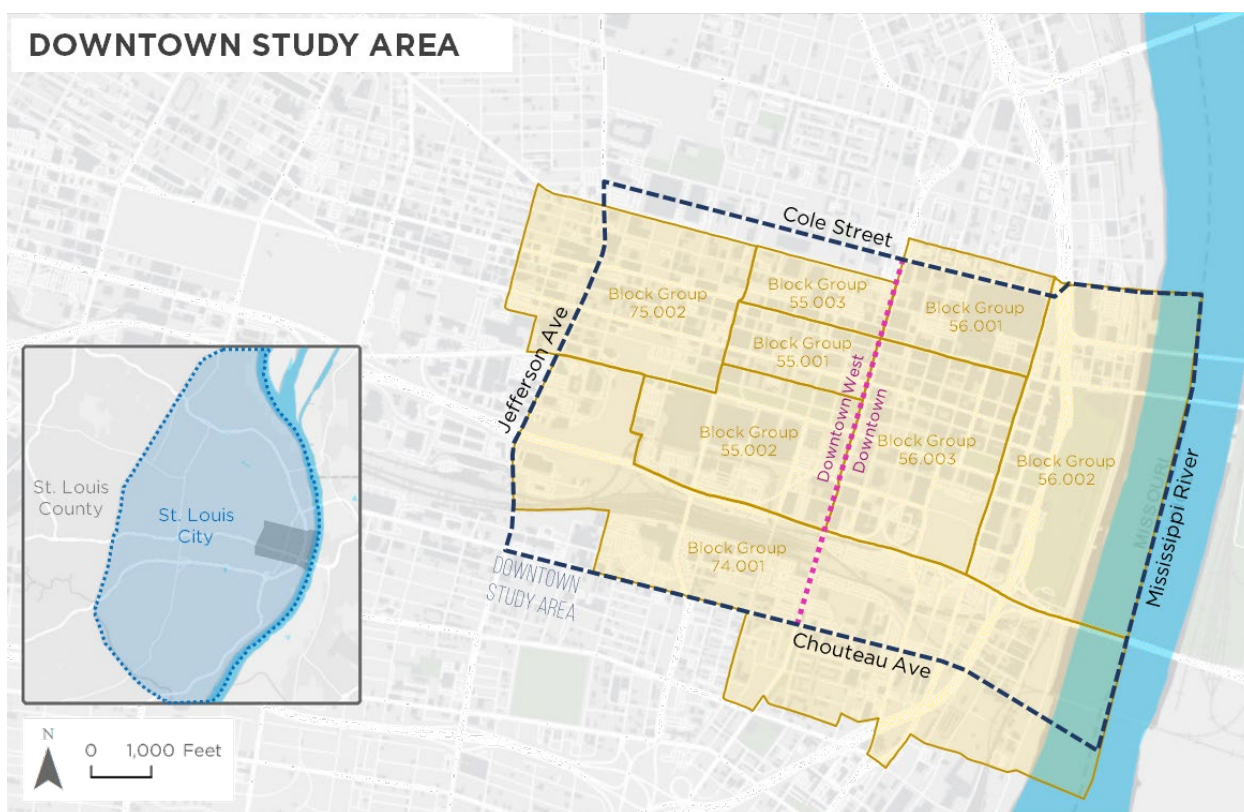 DOWNTOWN STUDY AREA
Cole Street
Block Group
75.002
Block Group
55.003
Block Group
56.001
Block Group
55.001
Jefferson Ave
Downtown West
Downtown
Block Group
55.002
Block Group
56.003
Block Group
56.002
MISSOURI
Mississippi River
St. Louis
County
St. Louis
City
Block Group
74.001
DOWNTOWN
STUDY AREA
Chouteau Ave
N
0 1,000 Feet